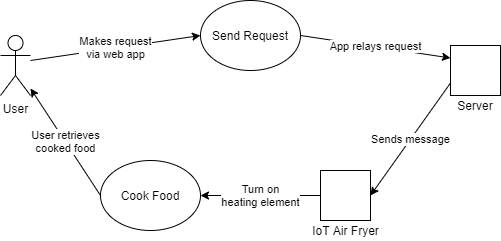 Makes request
via web app
Send Request
App relays request
User
Server
User retrieves
cooked food
Sends message
Cook Food
Turn on
heating element
IoT Air Fryer